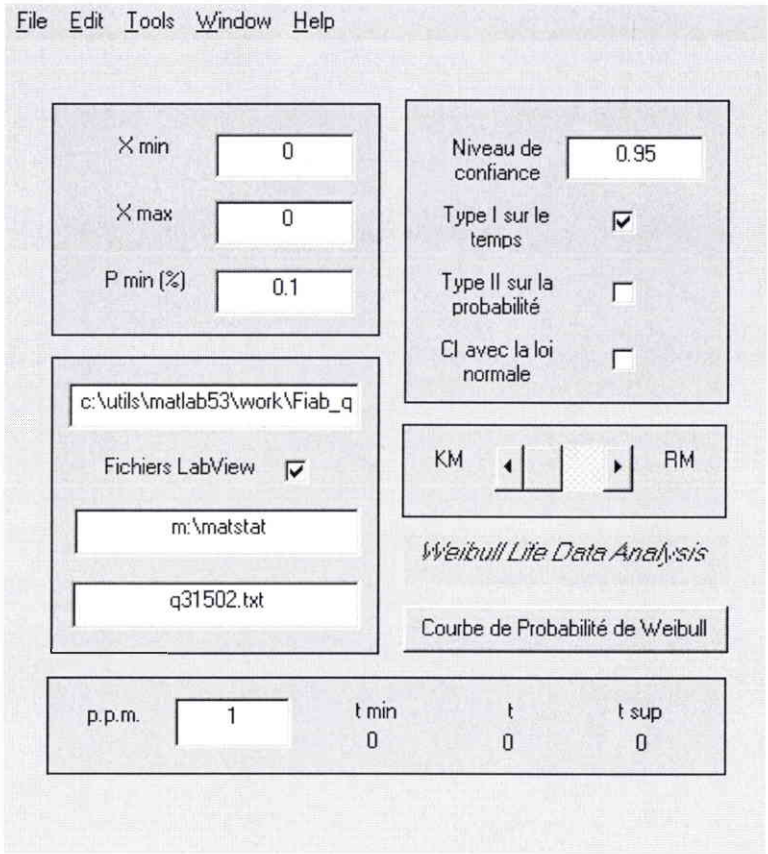 File Edit Tools Window Help
X min 0
X max 0
P min (%) 0.1
Niveau de confiance 0.95
Type I sur le temps
Type II sur la probabilité
CI avec la loi normale
c:\utils\matlab53\work\Fiab_q
Fichiers LabView
m:\matstat
q31502.txt
KM RM
Weibull Life Data Analysis
Courbe de Probabilité de Weibull
p.p.m. 1 t min t t sup
0 0 0